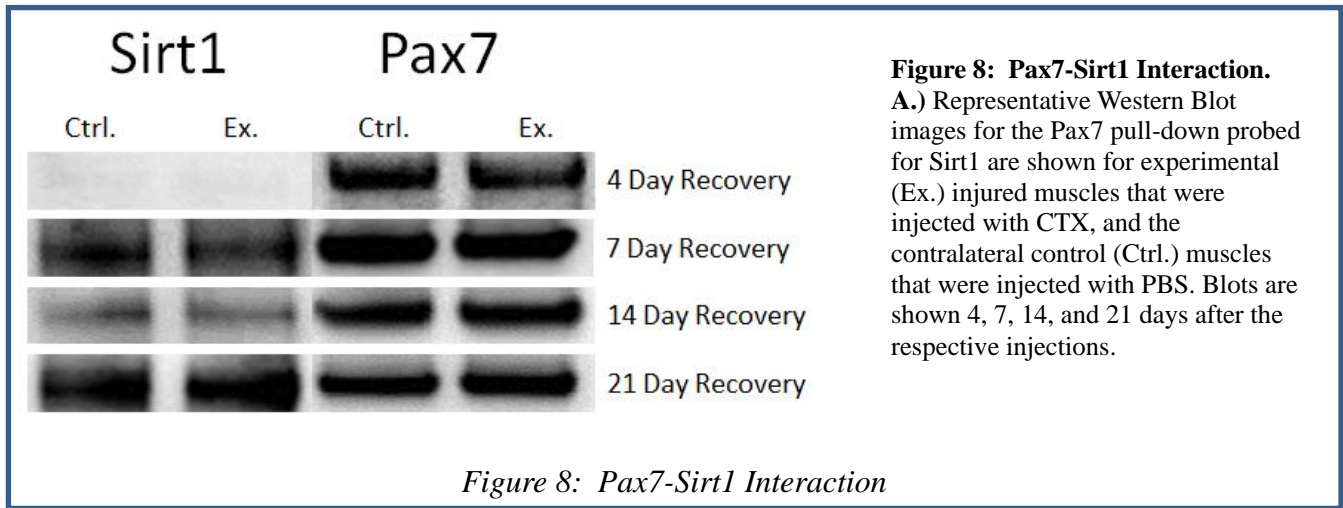 Sirt1 Pax7
Ctrl. Ex. Ctrl. Ex.
4 Day Recovery
7 Day Recovery
14 Day Recovery
21 Day Recovery
Figure 8: Pax7-Sirt1 Interaction.
A.) Representative Western Blot
images for the Pax7 pull-down probed
for Sirt1 are shown for experimental
(Ex.) injured muscles that were
injected with CTX, and the
contralateral control (Ctrl.) muscles
that were injected with PBS. Blots are
shown 4, 7, 14, and 21 days after the
respective injections.
Figure 8: Pax7-Sirt1 Interaction